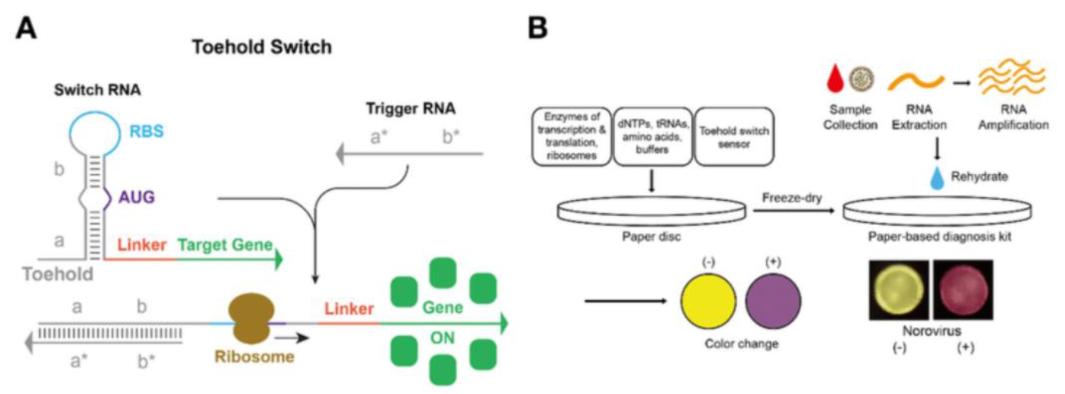 A
Toehold Switch
Switch RNA
RBS
b
AUG
a
Linker
Target Gene
Toehold
Trigger RNA
a*
b*
a
b
a*
b*
Ribosome
Linker
Gene
ON
B
Enzymes of
transcription &
translation,
ribosomes
dNTPs, tRNAs,
amino acids,
buffers
Toehold switch
sensor
Paper disc
Freeze-dry
Sample
Collection
RNA
Extraction
RNA
Amplification
Rehydrate
Paper-based diagnosis kit
(-)
(+)
Color change
Norovirus
(-)
(+)